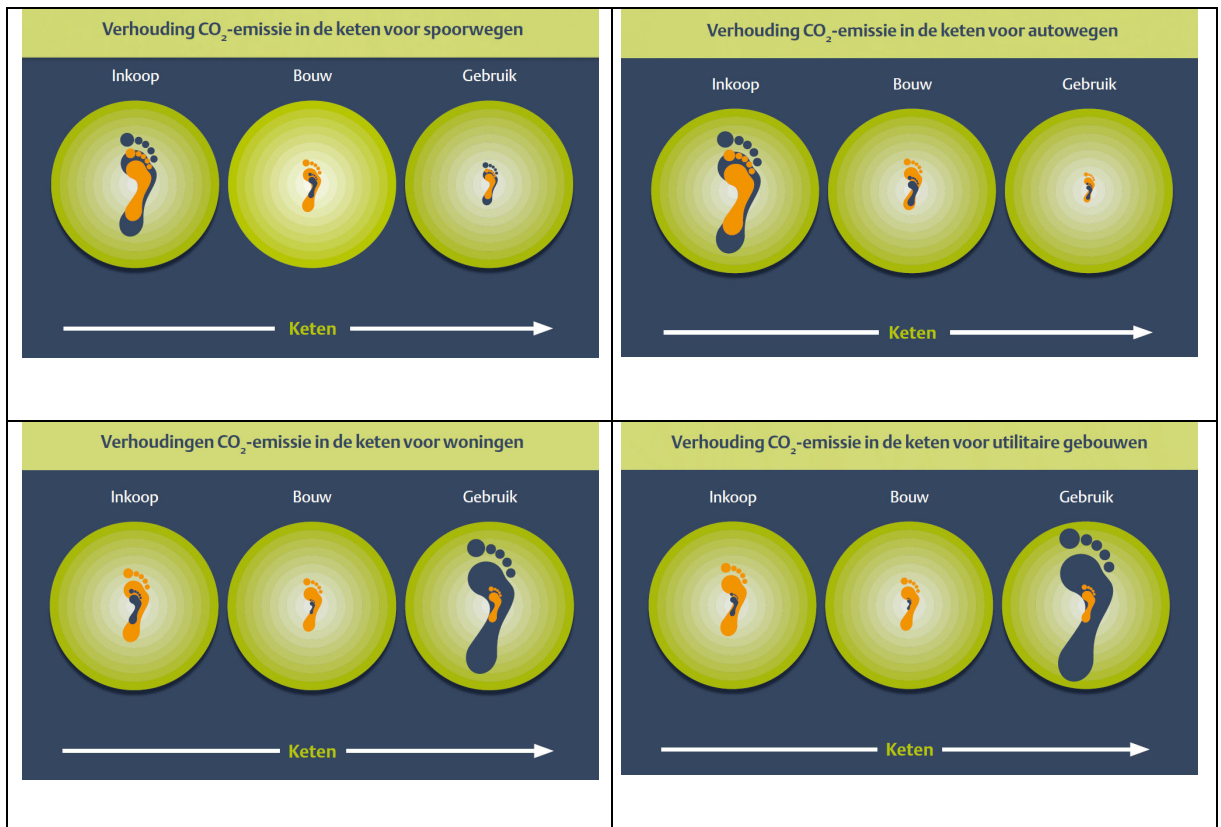 Verhouding CO2-emissie in de keten voor spoorwegen
Inkoop Bouw Gebruik
Keten
Verhouding CO2-emissie in de keten voor autowegen
Inkoop Bouw Gebruik
Keten
Verhoudingen CO2-emissie in de keten voor woningen
Inkoop Bouw Gebruik
Keten
Verhouding CO2-emissie in de keten voor utilitaire gebouwen
Inkoop Bouw Gebruik
Keten